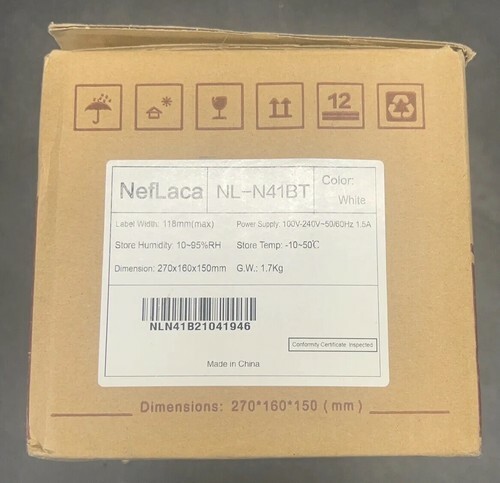 12
NefLaca NL-N41BT Color: White
Label Width: 118mm(max) Power Supply: 100V-240V~50/60Hz 1.5A
Store Humidity: 10~95%RH Store Temp: -10~50℃
Dimension: 270x160x150mm G.W.: 1.7Kg
NLN41B21041946
Conformity Certificate: Inspected
Made in China
Dimensions: 270*160*150 (mm)